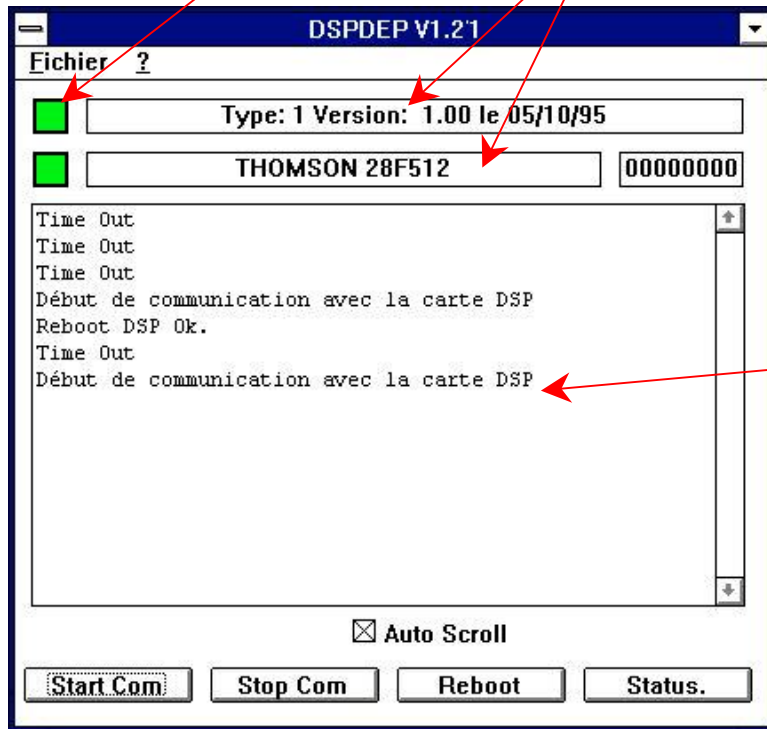 DSPDEP V1.21
Fichier ?
Type: 1 Version: 1.00 le 05/10/95
THOMSON 28F512 00000000
Time Out
Time Out
Time Out
Début de communication avec la carte DSP
Reboot DSP Ok.
Time Out
Début de communication avec la carte DSP
Auto Scroll
Start Com Stop Com Reboot Status.